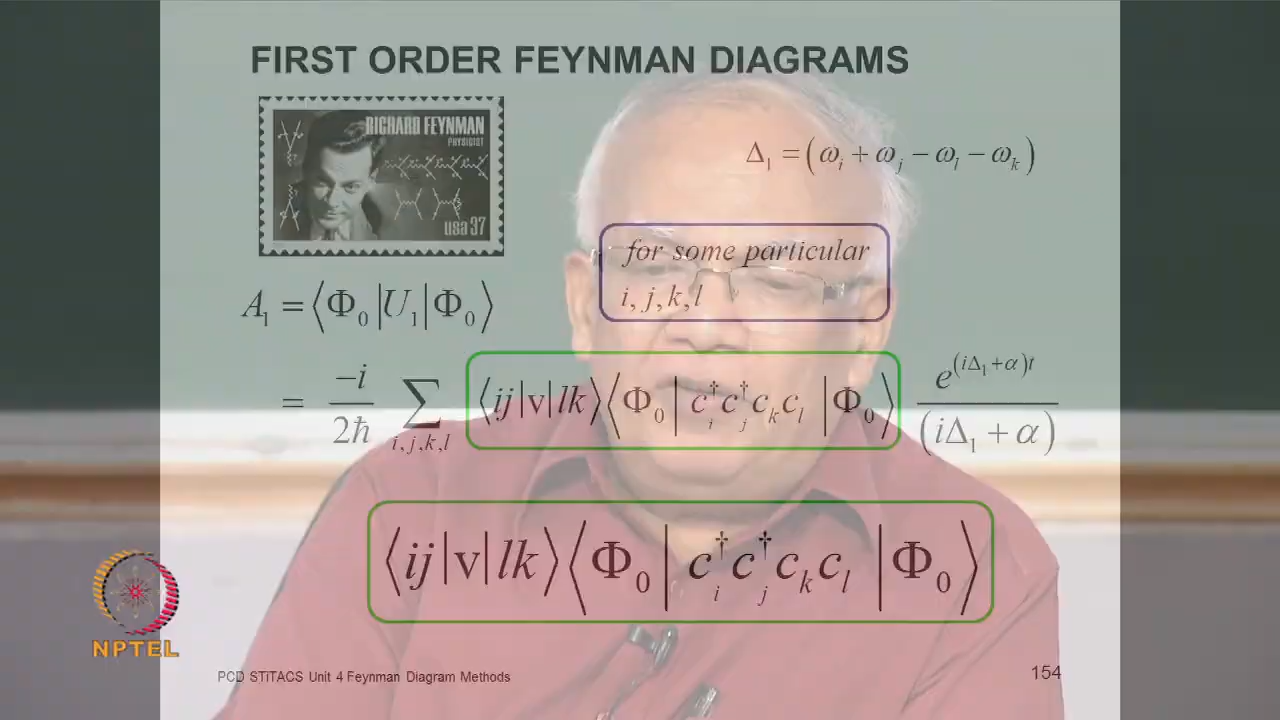 FIRST ORDER FEYNMAN DIAGRAMS
RICHARD FEYNMAN
PHYSICIST
usa 37
Δ₁ = (ωᵢ + ωⱼ − ωₗ − ωₖ)
for some particular
i, j, k, l
A₁ = ⟨Φ₀|U₁|Φ₀⟩
= −i/2ħ ∑_{i,j,k,l} ⟨ij|v|lk⟩⟨Φ₀|cᵢ†cⱼ†cₖcₗ|Φ₀⟩ e^{(iΔ₁+α)t}/(iΔ₁+α)
⟨ij|v|lk⟩⟨Φ₀|cᵢ†cⱼ†cₖcₗ|Φ₀⟩
NPTEL
PCD STiTACS Unit 4 Feynman Diagram Methods
154